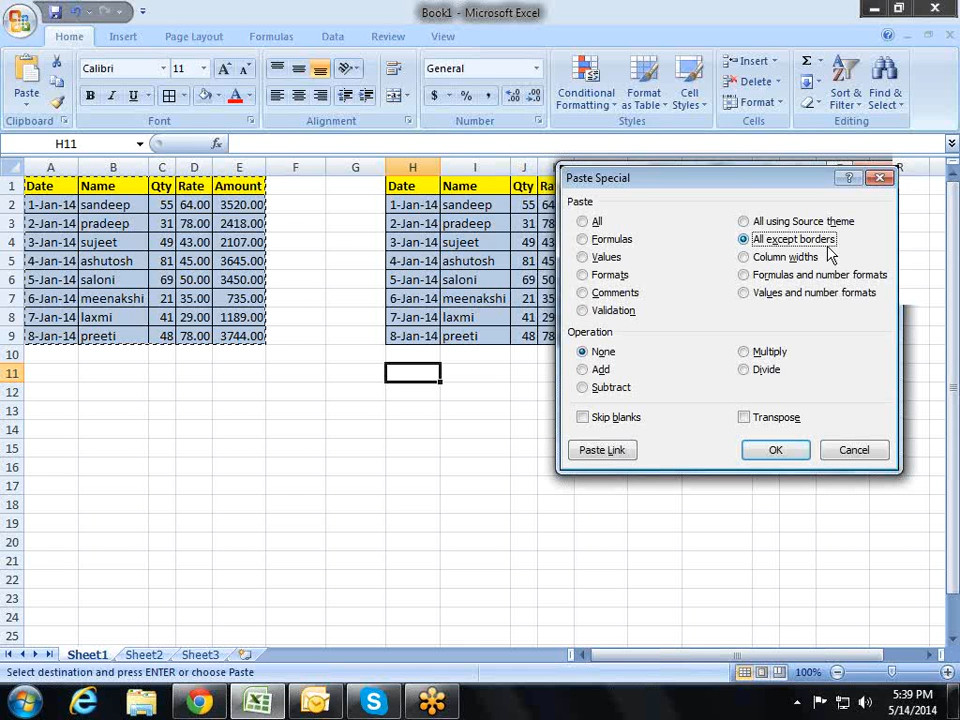 Book1 - Microsoft Excel
Home Insert Page Layout Formulas Data Review View
Paste
Calibri 11 A A
B I U A
General
$ % ,
Conditional Formatting
Format as Table
Cell Styles
Insert
Delete
Format
Σ
Sort & Filter
Find & Select
Clipboard Font Alignment Number Styles Cells Editing
H11 fx
A B C D E F G H I J R
1 Date Name Qty Rate Amount Date Name Qty
2 1-Jan-14 sandeep 55 64.00 3520.00 1-Jan-14 sandeep 55 64
3 2-Jan-14 pradeep 31 78.00 2418.00 2-Jan-14 pradeep 31 78
4 3-Jan-14 sujeet 49 43.00 2107.00 3-Jan-14 sujeet 49 43
5 4-Jan-14 ashutosh 81 45.00 3645.00 4-Jan-14 ashutosh 81 45
6 5-Jan-14 saloni 69 50.00 3450.00 5-Jan-14 saloni 69 50
7 6-Jan-14 meenakshi 21 35.00 735.00 6-Jan-14 meenakshi 21 35
8 7-Jan-14 laxmi 41 29.00 1189.00 7-Jan-14 laxmi 41 29
9 8-Jan-14 preeti 48 78.00 3744.00 8-Jan-14 preeti 48 78
10
11
12
13
14
15
16
17
18
19
20
21
22
23
24
25
Paste Special
Paste
All All using Source theme
Formulas All except borders
Values Column widths
Formats Formulas and number formats
Comments Values and number formats
Validation
Operation
None Multiply
Add Divide
Subtract
Skip blanks Transpose
Paste Link OK Cancel
Sheet1 Sheet2 Sheet3
Select destination and press ENTER or choose Paste 100%
5:39 PM
5/14/2014